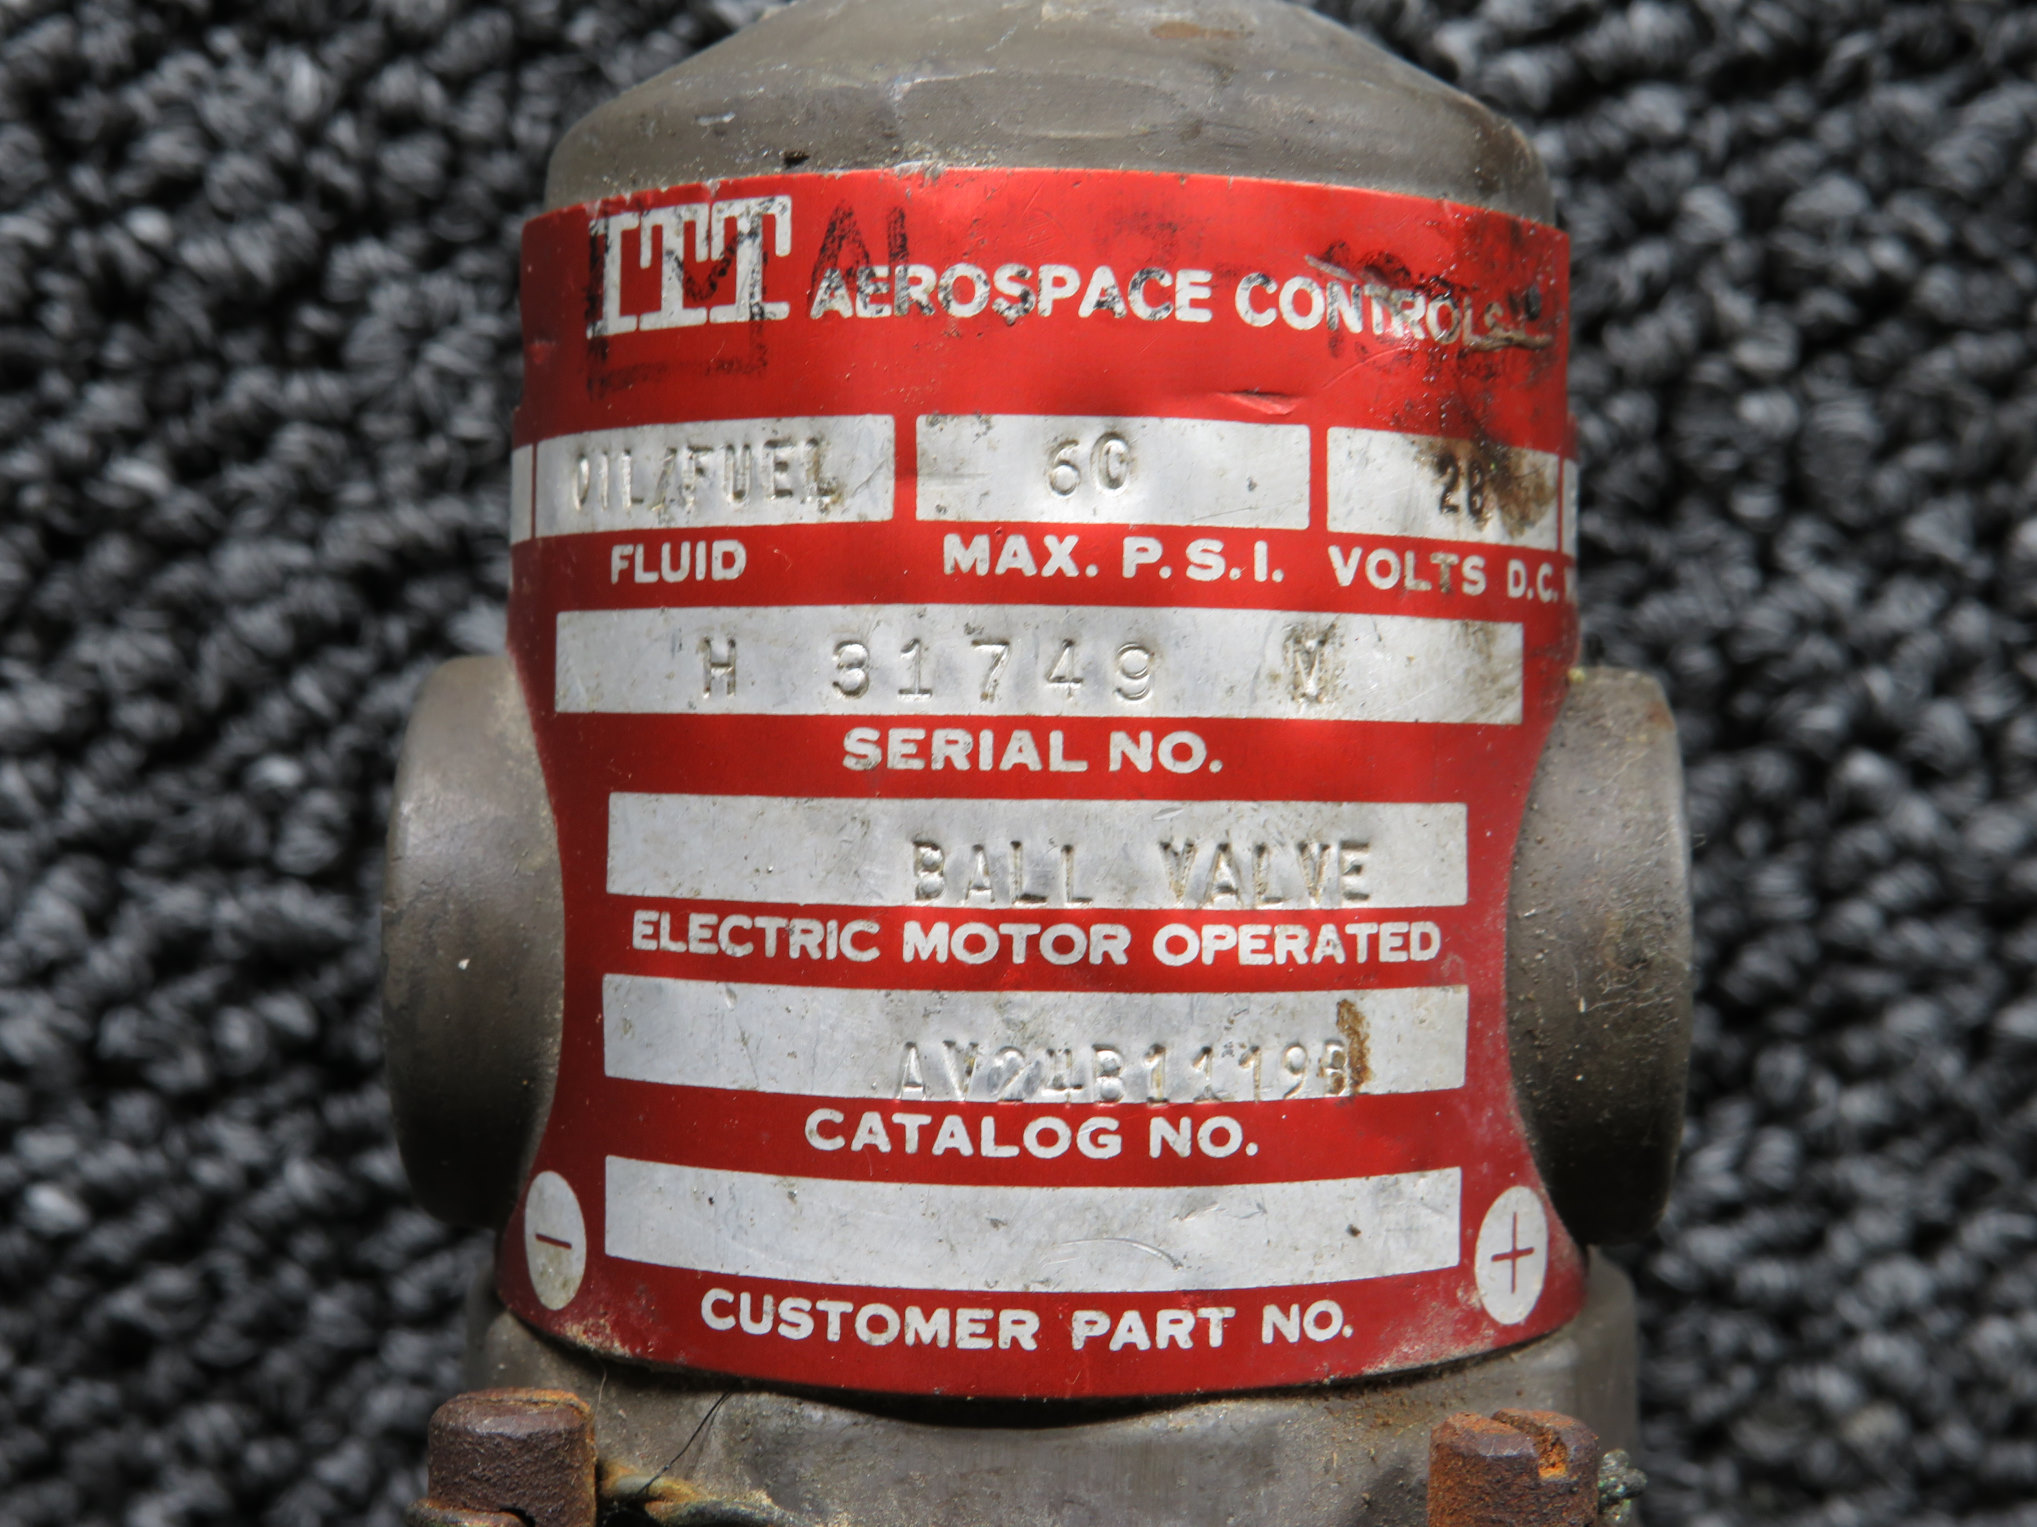 ITT AEROSPACE CONTROLS
OIL/FUEL 60 28
FLUID MAX. P.S.I. VOLTS D.C.
H 31749 V
SERIAL NO.
BALL VALVE
ELECTRIC MOTOR OPERATED
AV24B1119B
CATALOG NO.
− +
CUSTOMER PART NO.